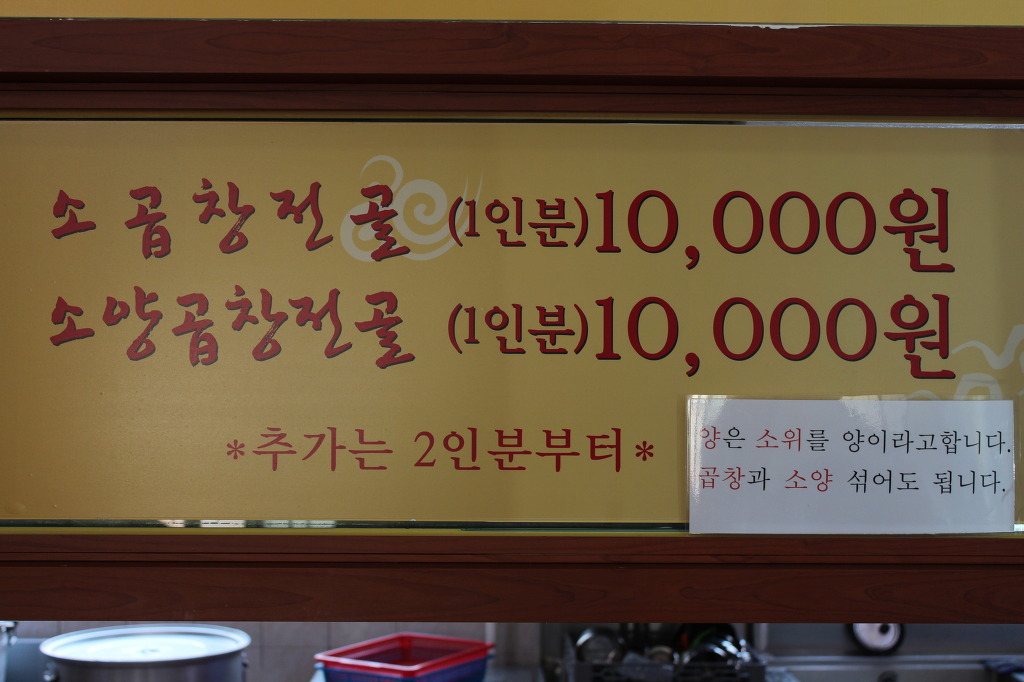 소 곱창전골 (1인분)10,000원
소양곱창전골 (1인분)10,000원
*추가는 2인분부터*
양은 소위를 양이라고합니다.
곱창과 소양 섞어도 됩니다.